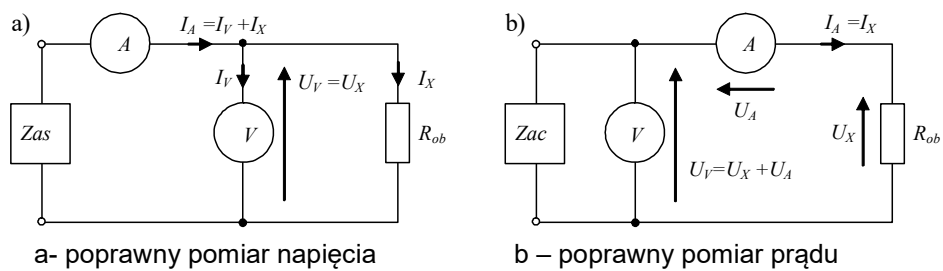 a)
I_A =I_V +I_X
A
I_V
U_V =U_X
I_X
Zas
V
R_ob
a- poprawny pomiar napięcia
b)
I_A =I_X
A
U_A
Zac
V
U_X
R_ob
U_V=U_X +U_A
b – poprawny pomiar prądu